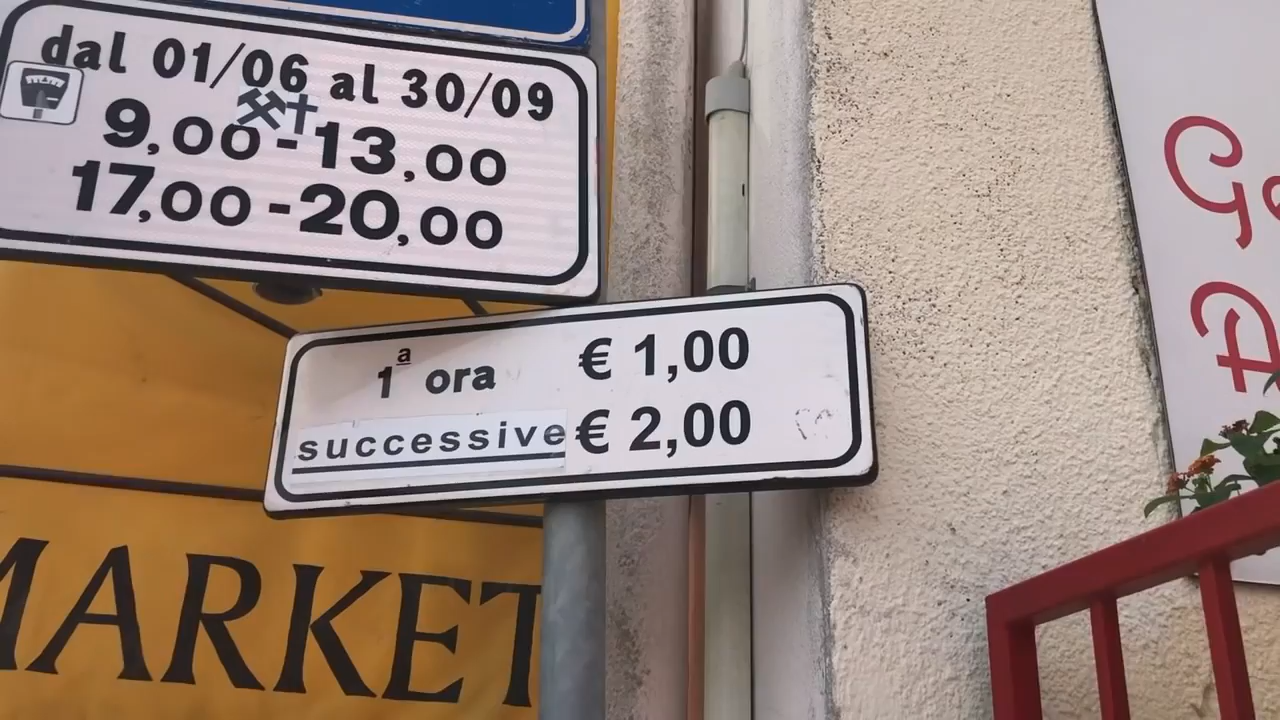 dal 01/06 al 30/09
9,00-13,00
17,00-20,00
1ª ora € 1,00
successive € 2,00
MARKET